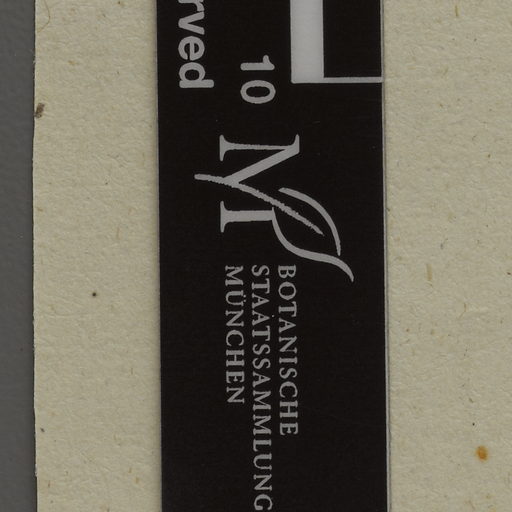 10
rved
BOTANISCHE
STAATSSAMMLUNG
MÜNCHEN